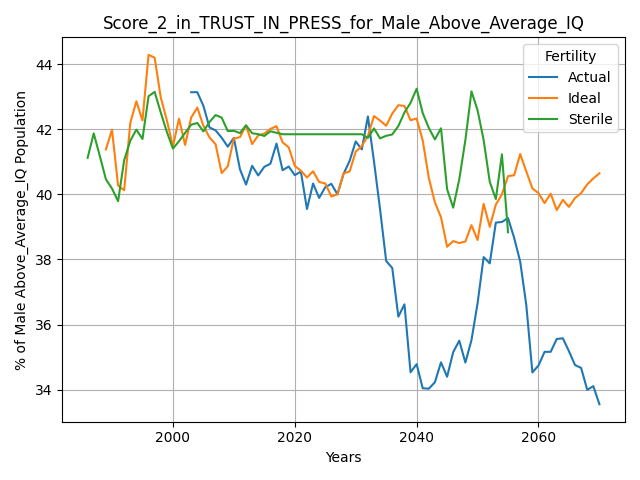 Score_2_in_TRUST_IN_PRESS_for_Male_Above_Average_IQ
Fertility
Actual
Ideal
Sterile
% of Male Above_Average_IQ Population
44
42
40
38
36
34
2000
2020
2040
2060
Years